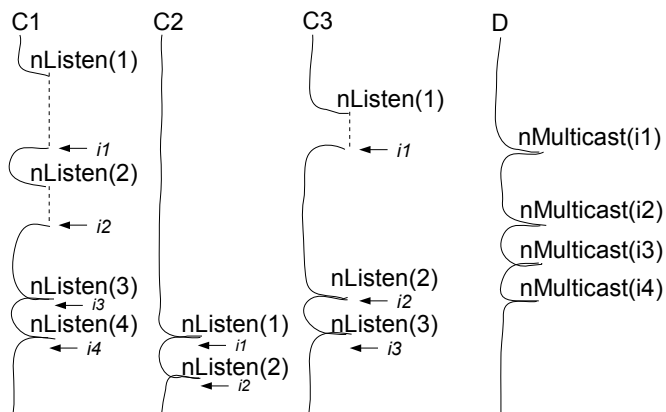 C1
C2
C3
D
nListen(1)
nListen(1)
nMulticast(i1)
i1
i1
nListen(2)
nMulticast(i2)
i2
nMulticast(i3)
nListen(3)
nListen(2)
nMulticast(i4)
i3
i2
nListen(4)
nListen(1)
nListen(3)
i4
i1
i3
nListen(2)
i2